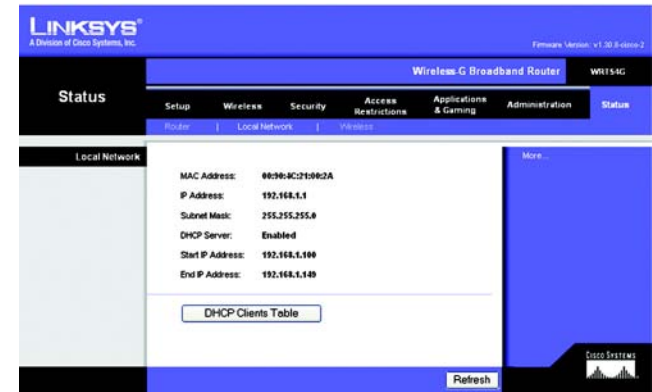 LINKSYS®
A Division of Cisco Systems, Inc.
Firmware Version: v1.30.8-cisco-2
Wireless-G Broadband Router WRT54G
Status
Setup Wireless Security Access Restrictions Applications & Gaming Administration Status
Router | Local Network | Wireless
Local Network
More...
MAC Address: 00:90:4C:21:00:2A
IP Address: 192.168.1.1
Subnet Mask: 255.255.255.0
DHCP Server: Enabled
Start IP Address: 192.168.1.100
End IP Address: 192.168.1.149
DHCP Clients Table
Refresh
CISCO SYSTEMS